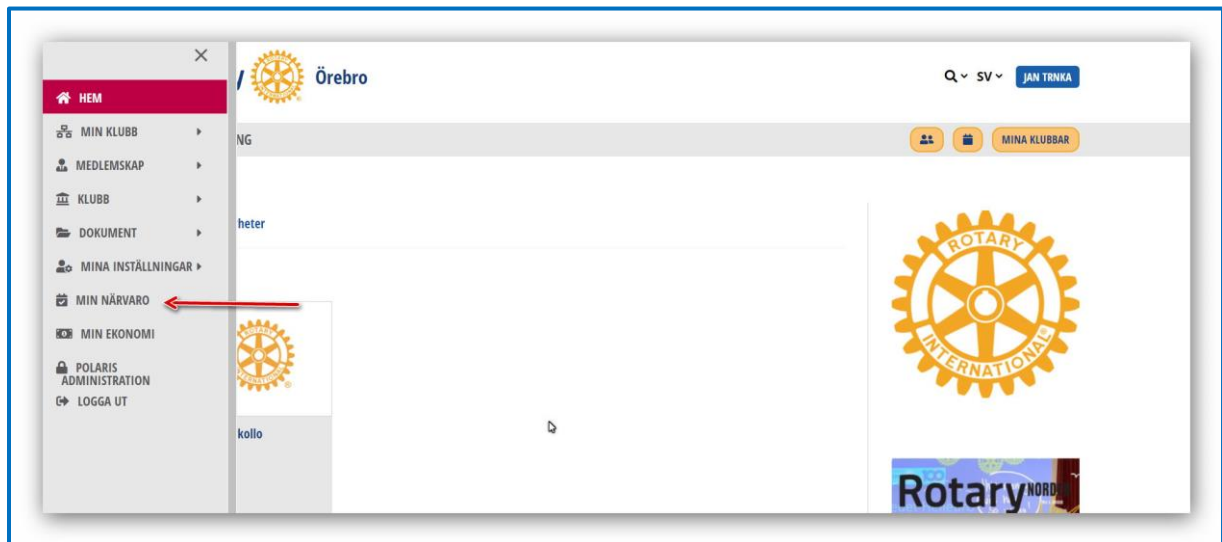 Örebro
SV
JAN TRNKA
HEM
MIN KLUBB
MEDLEMSKAP
KLUBB
DOKUMENT
MINA INSTÄLLNINGAR
MIN NÄRVARO
MIN EKONOMI
POLARIS
ADMINISTRATION
LOGGA UT
NG
MINA KLUBBAR
heter
kollo
ROTARY
INTERNATIONAL
Rotary